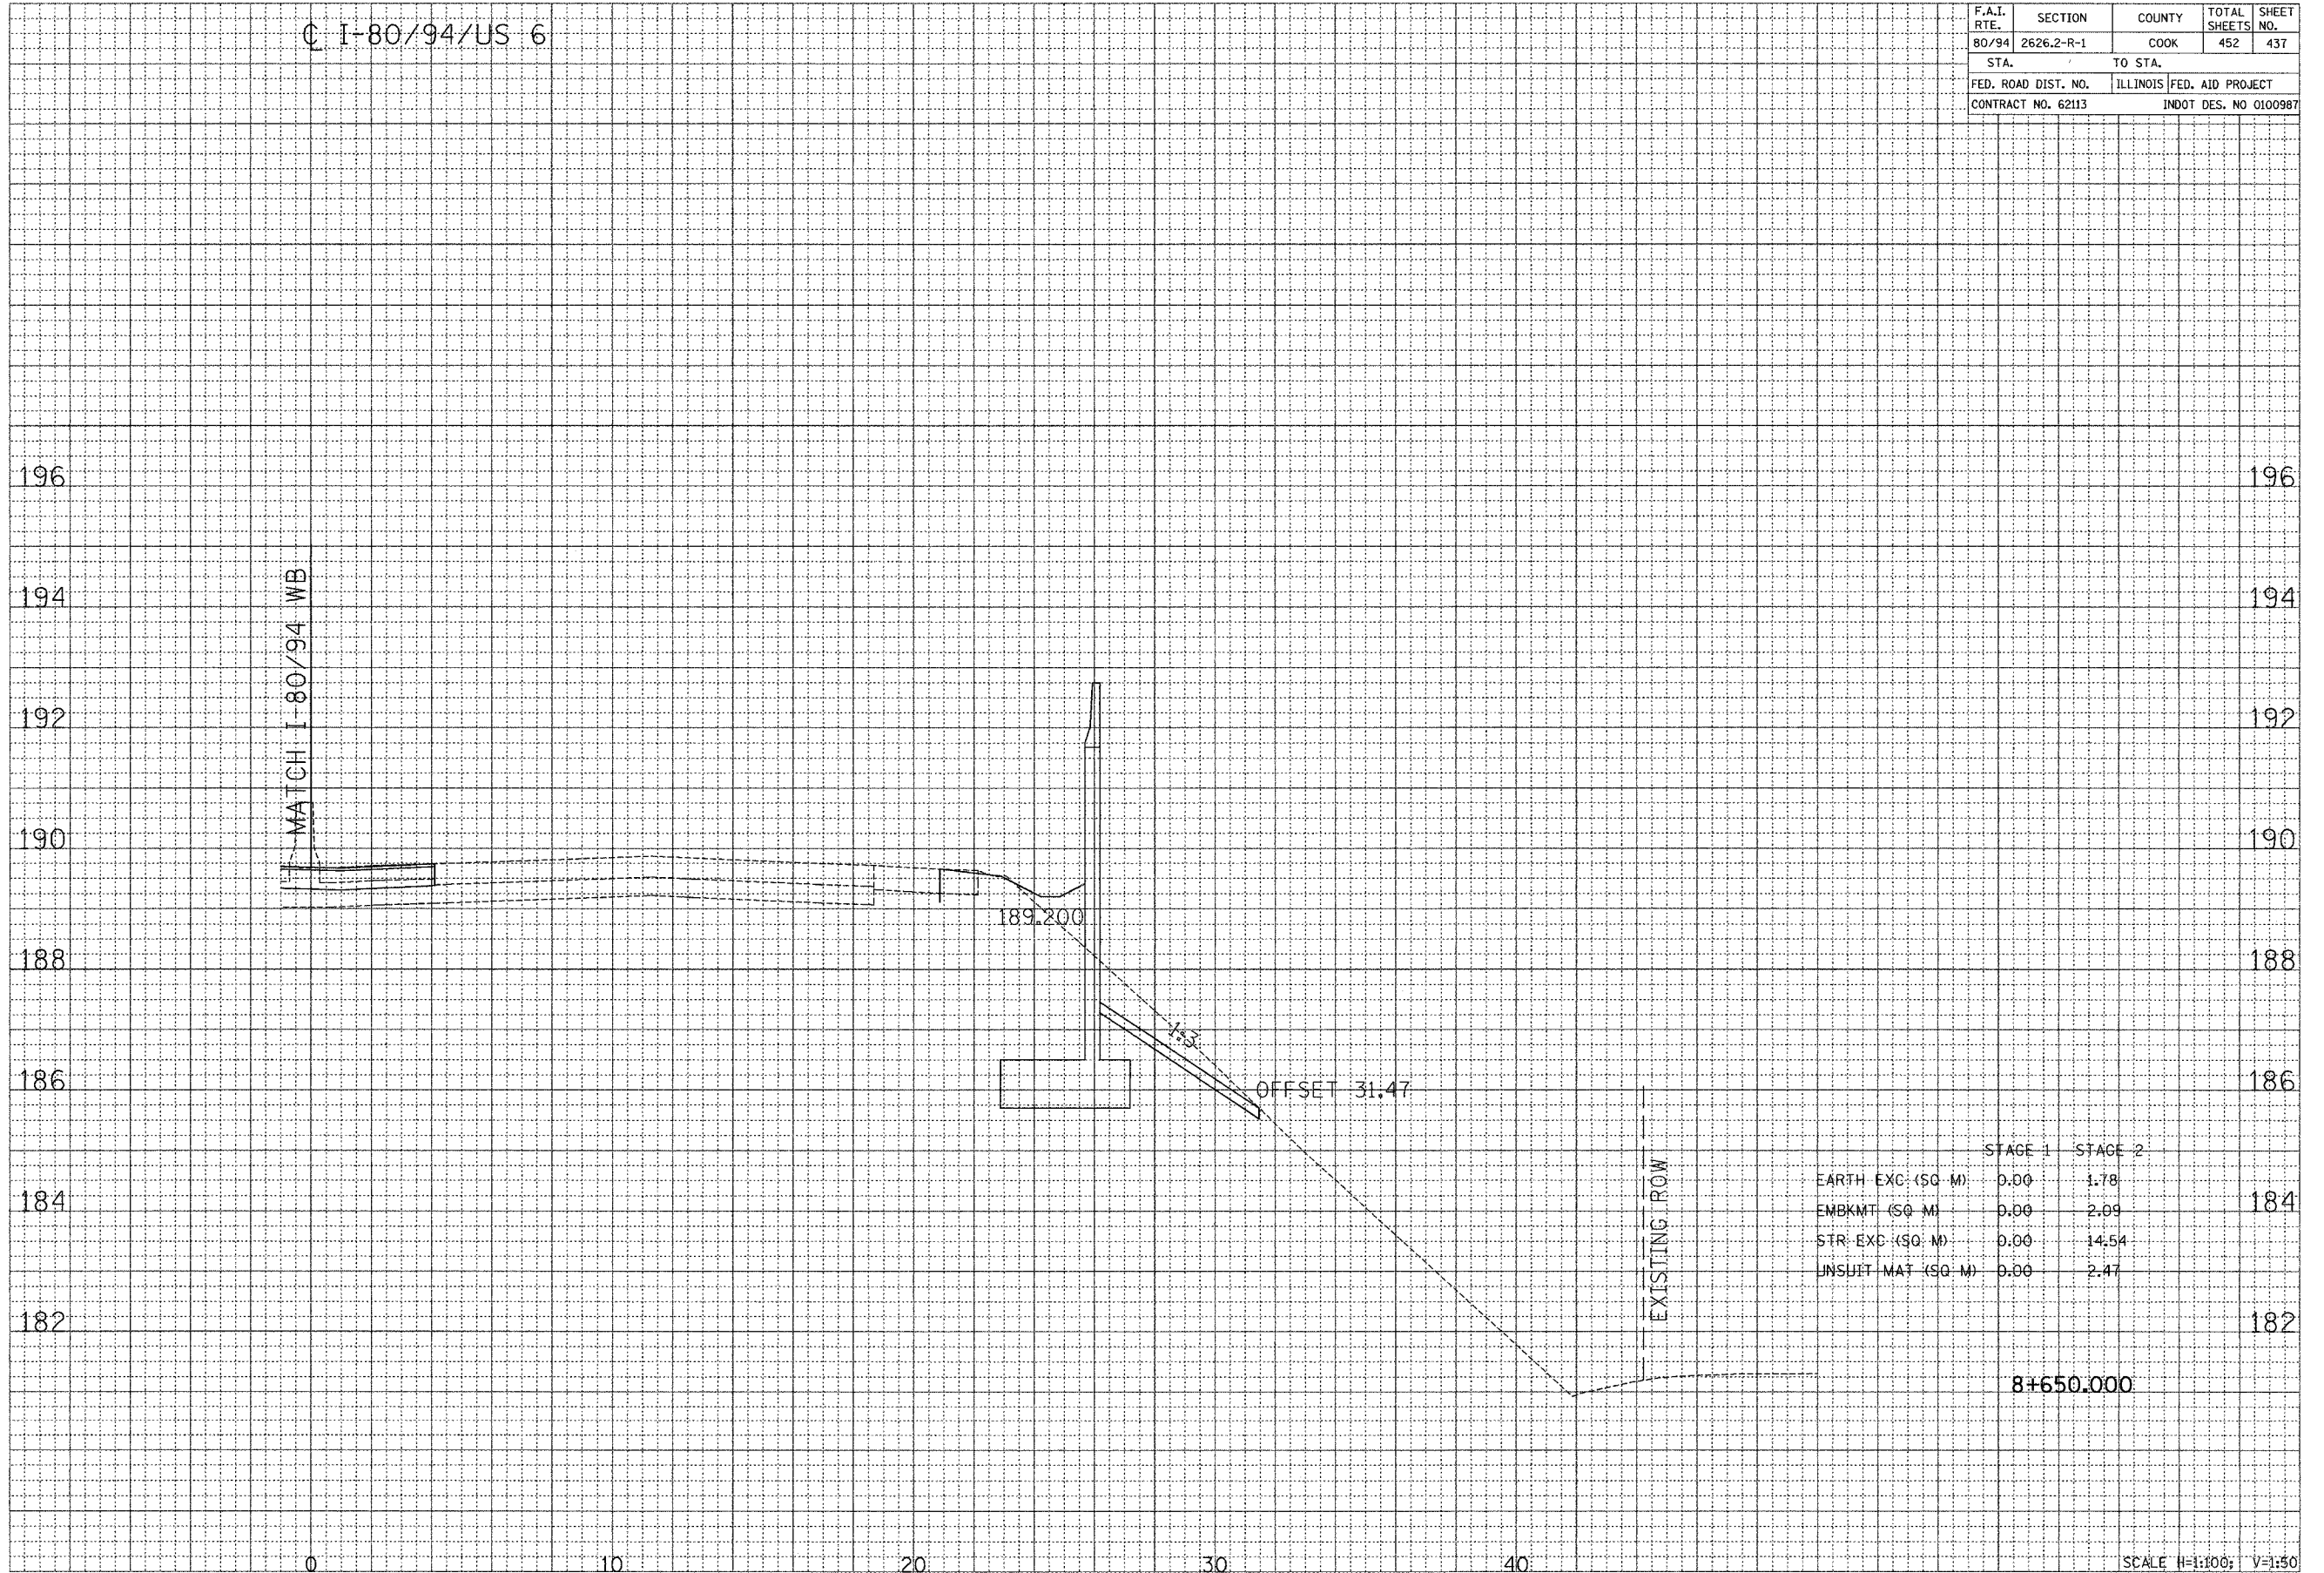 ℄ I-80/94/US 6
F.A.I. RTE. SECTION COUNTY TOTAL SHEETS SHEET NO.
80/94 2626.2-R-1 COOK 452 437
STA. TO STA.
FED. ROAD DIST. NO. ILLINOIS FED. AID PROJECT
CONTRACT NO. 62113 INDOT DES. NO 0100987
196 196
194 194
MATCH I-80/94 WB
192 192
190 190
189.200
188 188
1:3
186 186
OFFSET 31.47
EXISTING ROW
STAGE 1 STAGE 2
EARTH EXC (SQ M) 0.00 1.78
184 184
EMBKMT (SQ M) 0.00 2.09
STR EXC (SQ M) 0.00 14.54
UNSUIT MAT (SQ M) 0.00 2.47
182 182
8+650.000
0 10 20 30 40
SCALE H=1:100; V=1:50